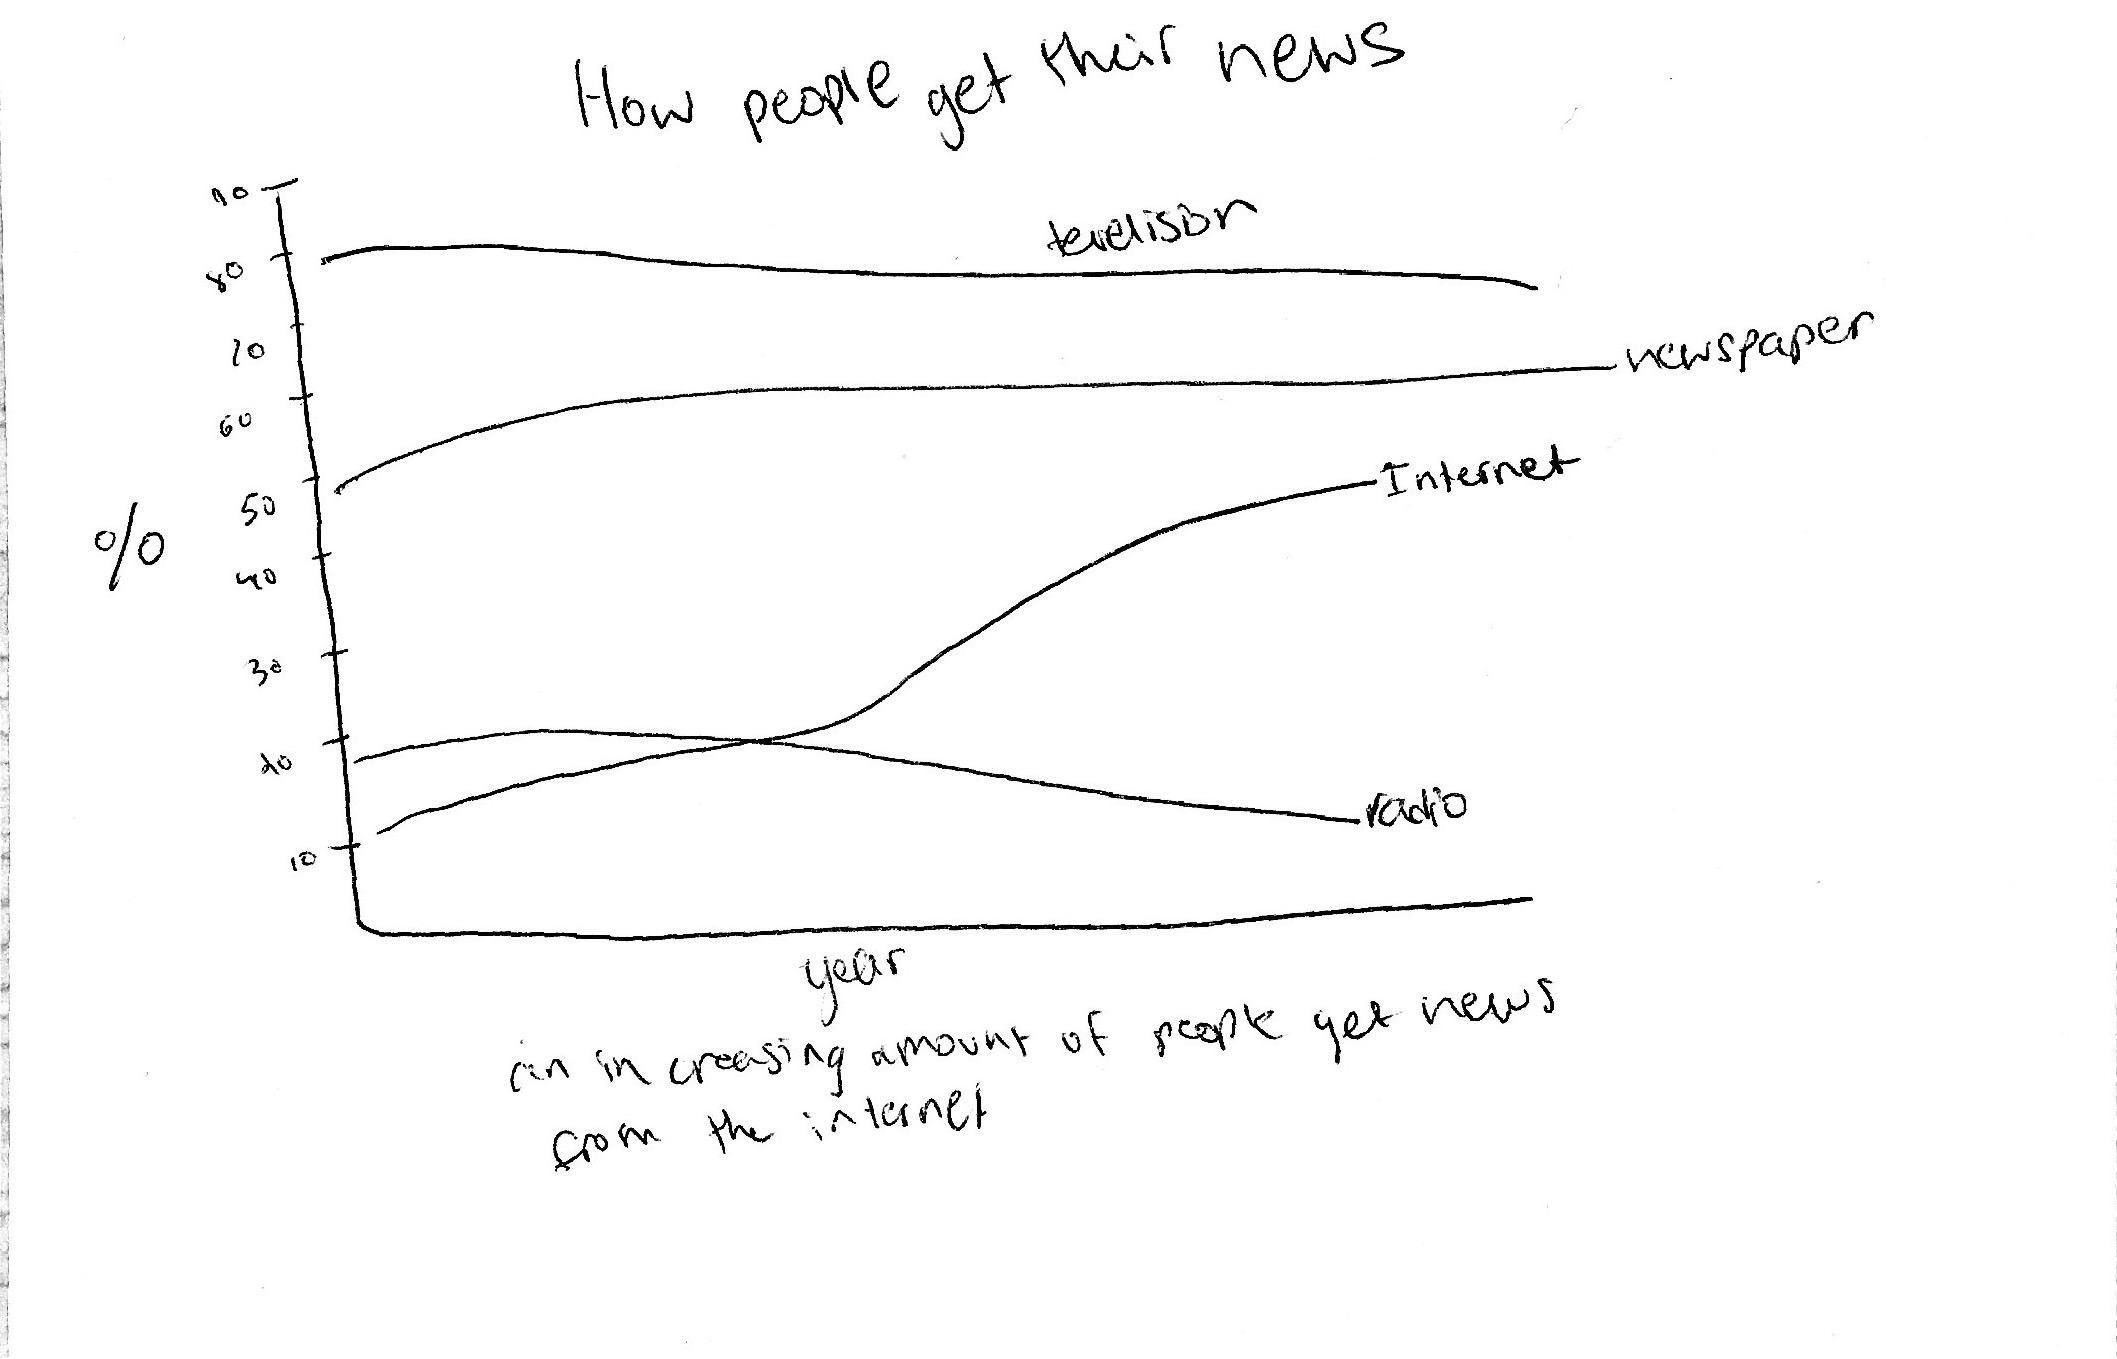 How people get their news
90
80
70
60
50
40
30
20
10
%
televelision
newspaper
Internet
radio
year
an increasing amount of people get news
from the internet